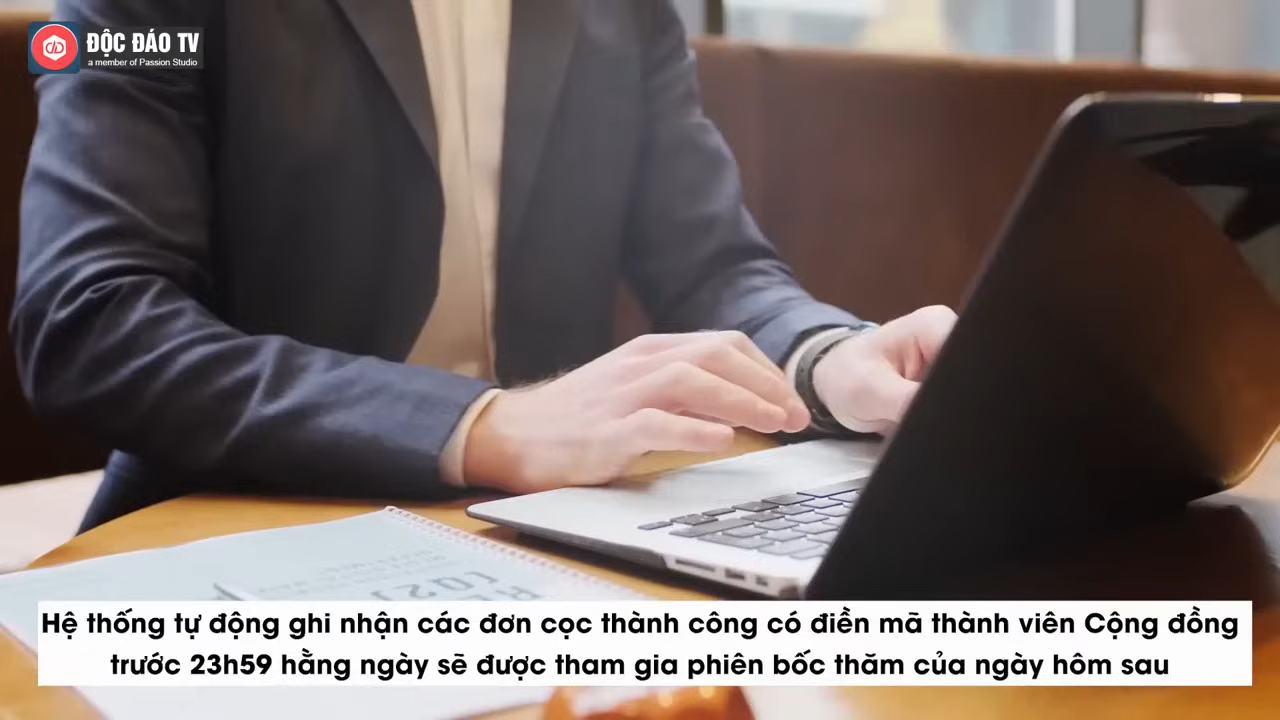 ĐỘC ĐÁO TV
a member of Passion Studio
(Q2)
Hệ thống tự động ghi nhận các đơn cọc thành công có điền mã thành viên Cộng đồng
trước 23h59 hằng ngày sẽ được tham gia phiên bốc thăm của ngày hôm sau